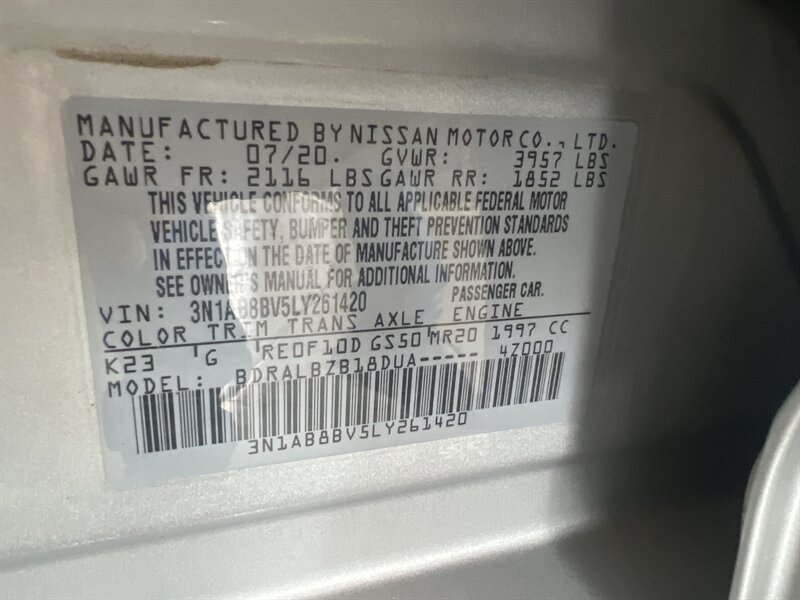 MANUFACTURED BY NISSAN MOTOR CO., LTD.
DATE: 07/20. GVWR: 3957 LBS
GAWR FR: 2116 LBS GAWR RR: 1852 LBS
THIS VEHICLE CONFORMS TO ALL APPLICABLE FEDERAL MOTOR
VEHICLE SAFETY, BUMPER AND THEFT PREVENTION STANDARDS
IN EFFECT ON THE DATE OF MANUFACTURE SHOWN ABOVE.
SEE OWNER'S MANUAL FOR ADDITIONAL INFORMATION.
VIN: 3N1AB8BV5LY261420 PASSENGER CAR.
COLOR TRIM TRANS AXLE ENGINE
K23 G RE0F10D GS50 MR20 1997 CC
MODEL: BDRALBZB18DUA----- 4Z000
3N1AB8BV5LY261420